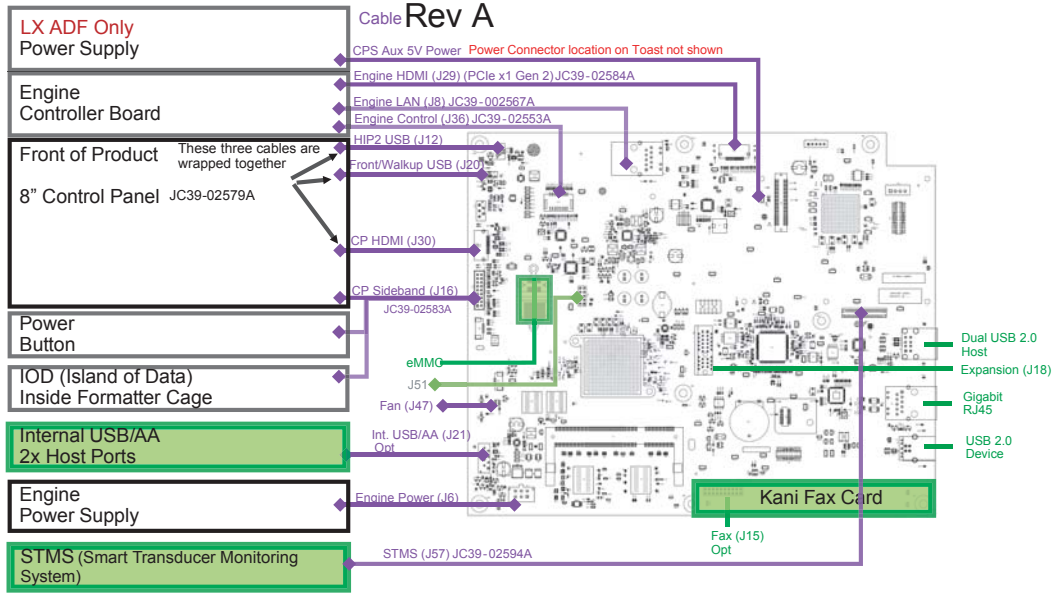 Cable Rev A
LX ADF Only
Power Supply
CPS Aux 5V Power Power Connector location on Toast not shown
Engine HDMI (J29) (PCIe x1 Gen 2)JC39-02584A
Engine
Controller Board
Engine LAN (J8) JC39-002567A
Engine Control (J36) JC39-02553A
HIP2 USB (J12)
Front of Product
These three cables are
wrapped together
Front/Walkup USB (J20)
8” Control Panel JC39-02579A
CP HDMI (J30)
CP Sideband (J16)
JC39-02583A
Power
Button
IOD (Island of Data)
Inside Formatter Cage
eMMC
J51
Fan (J47)
Internal USB/AA
2x Host Ports
Int. USB/AA (J21)
Opt
Engine
Power Supply
Engine Power (J6)
STMS (Smart Transducer Monitoring
System)
STMS (J57) JC39-02594A
Dual USB 2.0
Host
Expansion (J18)
Gigabit
RJ45
USB 2.0
Device
Kani Fax Card
Fax (J15)
Opt